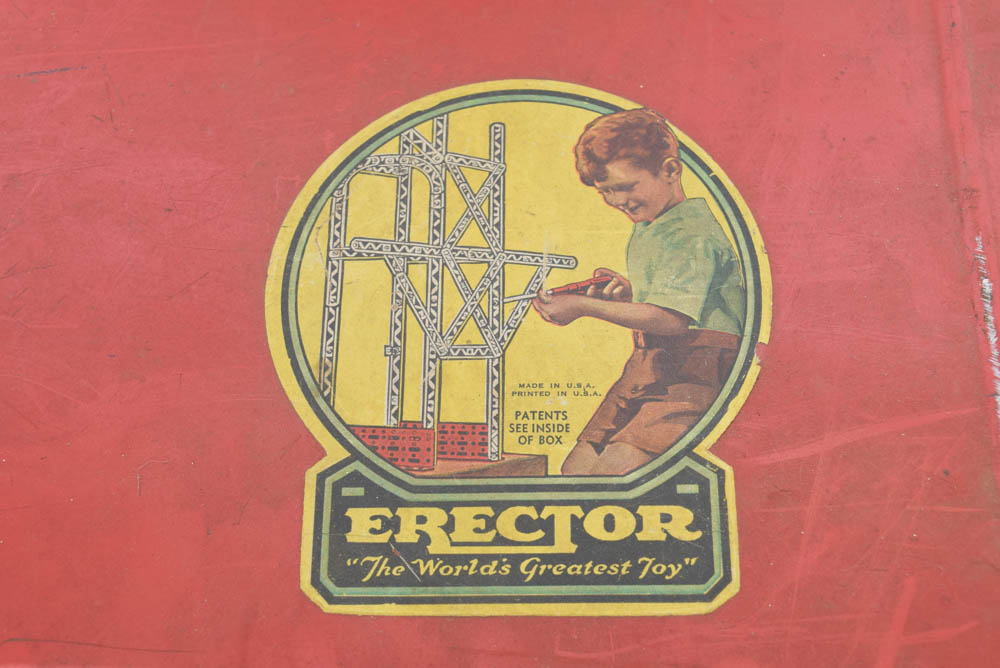 MADE IN U.S.A.
PRINTED IN U.S.A.
PATENTS
SEE INSIDE
OF BOX
ERECTOR
"The World's Greatest Toy"